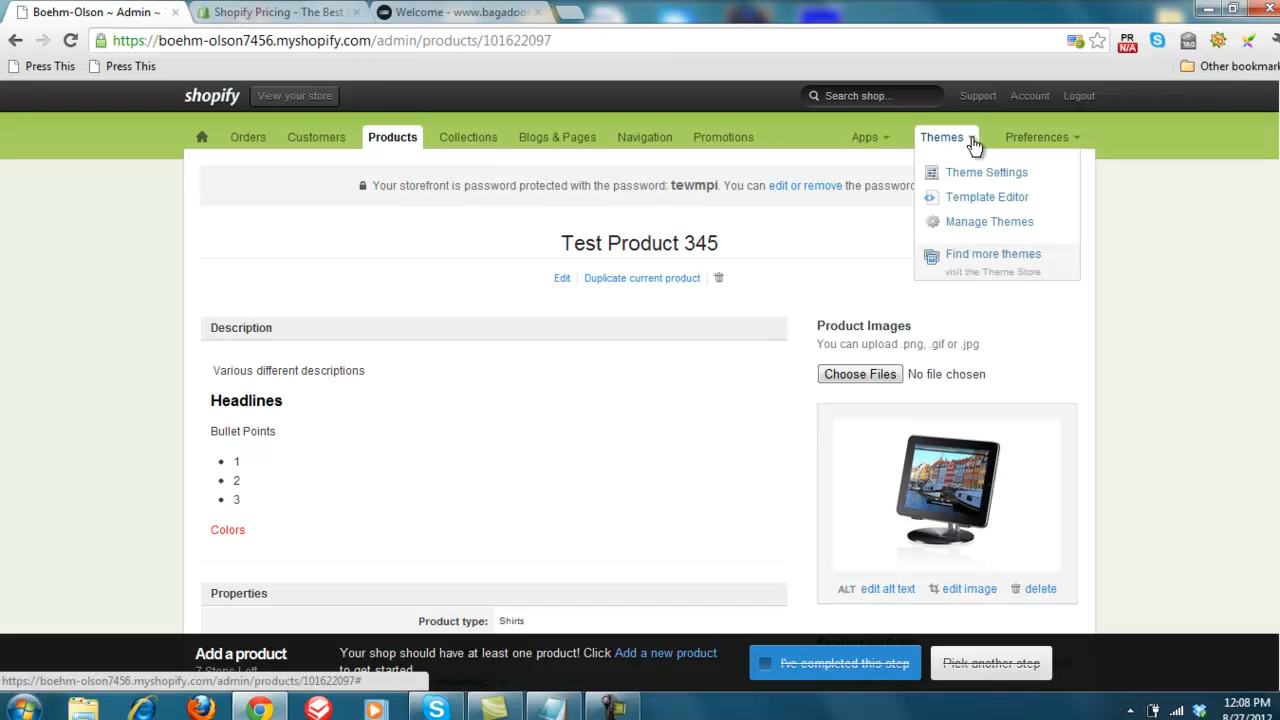 Boehm-Olson ~ Admin ~
Shopify Pricing - The Best
Welcome - www.bagadoo
https://boehm-olson7456.myshopify.com/admin/products/101622097
PR
N/A
TAG
Press This
Press This
Other bookmar
shopify
View your store
Search shop...
Support
Account
Logout
Orders
Customers
Products
Collections
Blogs & Pages
Navigation
Promotions
Apps
Themes
Preferences
Your storefront is password protected with the password: tewmpi. You can edit or remove the password
Theme Settings
Template Editor
Manage Themes
Find more themes
visit the Theme Store
Test Product 345
Edit
Duplicate current product
Description
Various different descriptions
Headlines
Bullet Points
1
2
3
Colors
Product Images
You can upload .png, .gif or .jpg
Choose Files
No file chosen
ALT
edit alt text
edit image
delete
Properties
Product type:
Shirts
Add a product
7 Steps Left
Your shop should have at least one product! Click Add a new product
to get started.
I've completed this step
Pick another step
https://boehm-olson7456.myshopify.com/admin/products/101622097#
12:08 PM